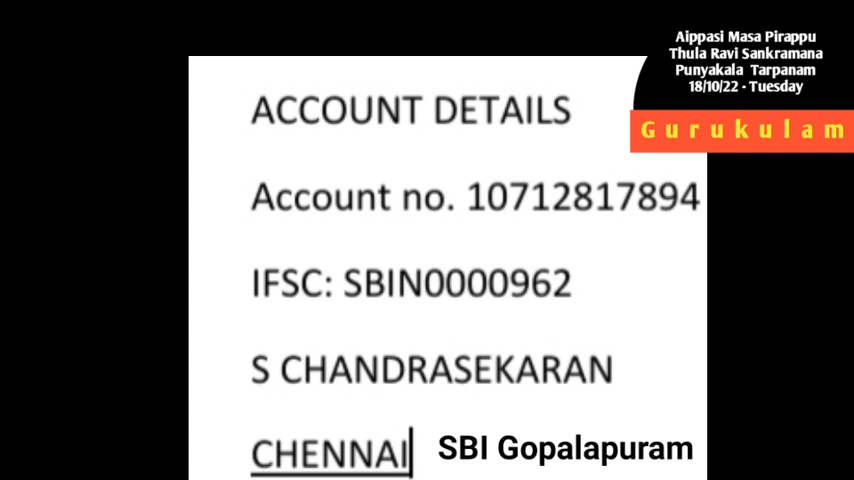 Aippasi Masa Pirappu
Thula Ravi Sankramana
Punyakala Tarpanam
18/10/22 - Tuesday
Gurukulam
ACCOUNT DETAILS
Account no. 10712817894
IFSC: SBIN0000962
S CHANDRASEKARAN
CHENNAI SBI Gopalapuram